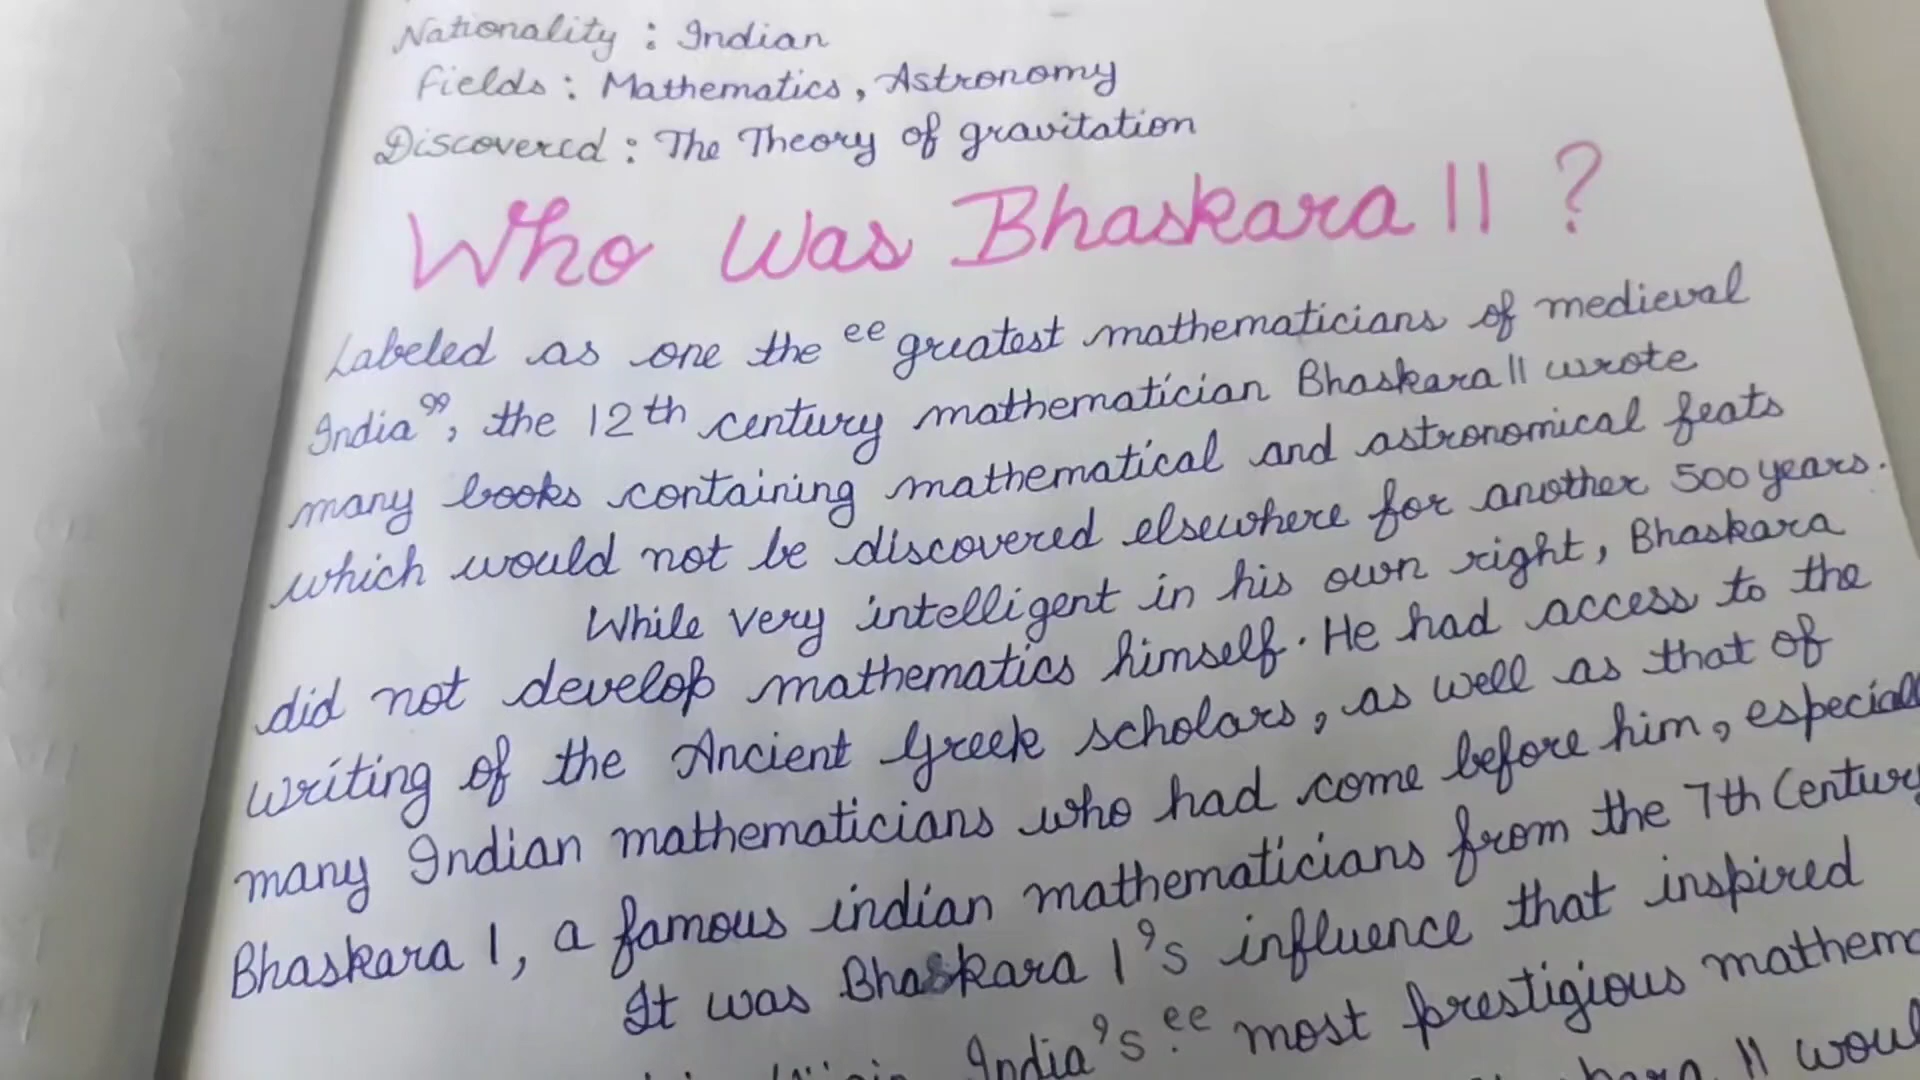 Nationality : Indian
Fields : Mathematics, Astronomy
Discovered : The Theory of gravitation
Who Was Bhaskara II ?
Labeled as one the "greatest mathematicians of medieval
India", the 12th century mathematician Bhaskara II wrote
many books containing mathematical and astronomical feats
which would not be discovered elsewhere for another 500 years.
While very intelligent in his own right, Bhaskara
did not develop mathematics himself. He had access to the
writing of the Ancient Greek scholars, as well as that of
many Indian mathematicians who had come before him, especiall
Bhaskara I, a famous indian mathematicians from the 7th Century
It was Bhaskara I's influence that inspired
India's "most prestigious mathema
II woul